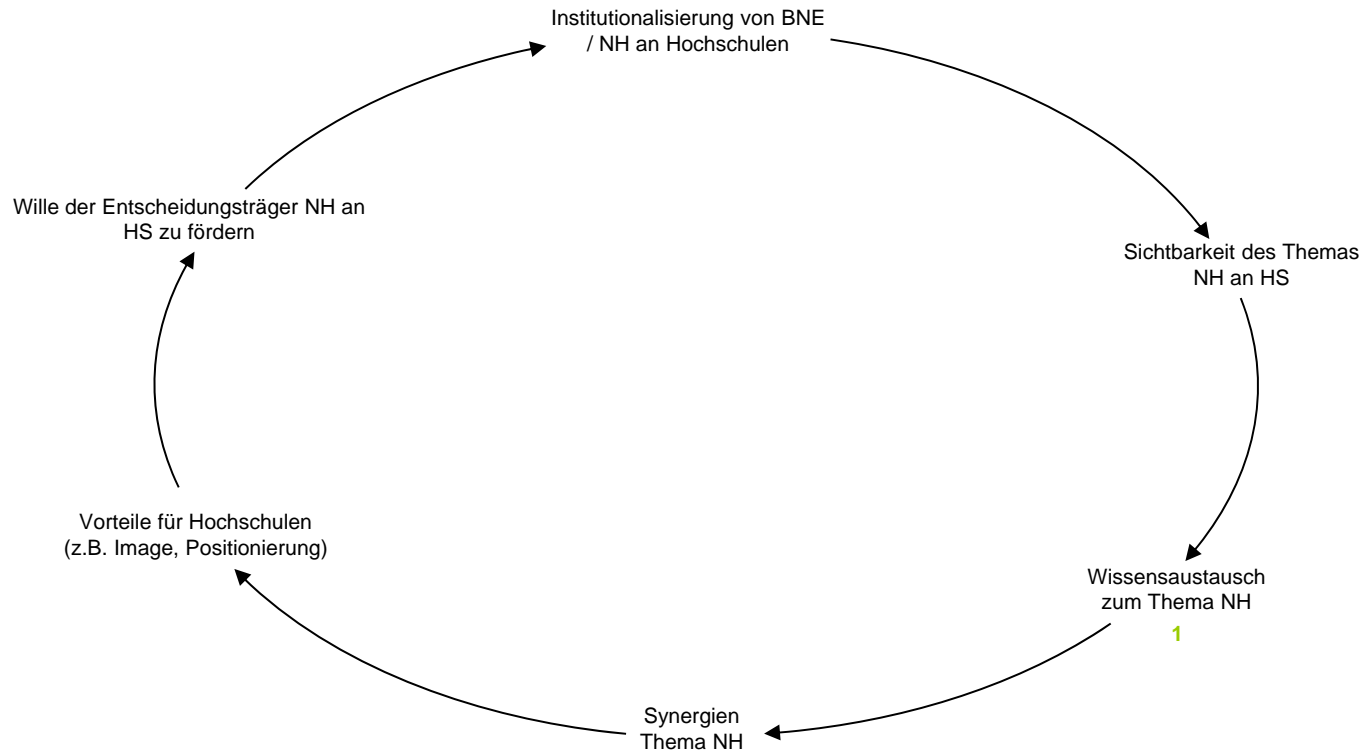 Institutionalisierung von BNE
/ NH an Hochschulen
Sichtbarkeit des Themas
NH an HS
Wissensaustausch
zum Thema NH
1
Synergien
Thema NH
Vorteile für Hochschulen
(z.B. Image, Positionierung)
Wille der Entscheidungsträger NH an
HS zu fördern